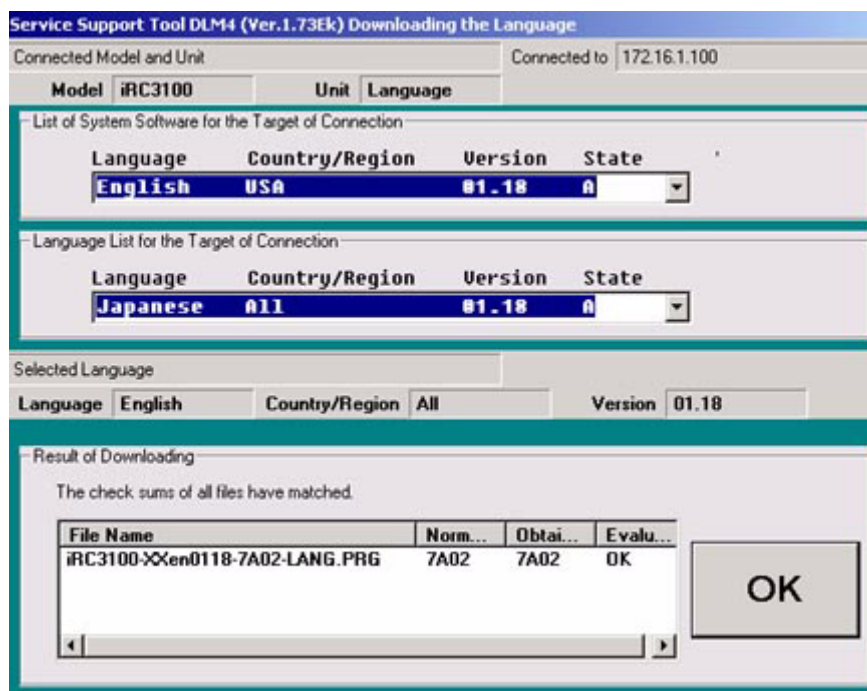 Service Support Tool DLM4 (Ver.1.73Ek) Downloading the Language
Connected Model and Unit Connected to 172.16.1.100
Model iRC3100 Unit Language
List of System Software for the Target of Connection
Language Country/Region Version State
English USA 01.18 A
Language List for the Target of Connection
Language Country/Region Version State
Japanese All 01.18 A
Selected Language
Language English Country/Region All Version 01.18
Result of Downloading
The check sums of all files have matched.
File Name Norm... Obtai... Evalu...
iRC3100-XXen0118-7A02-LANG.PRG 7A02 7A02 OK
OK